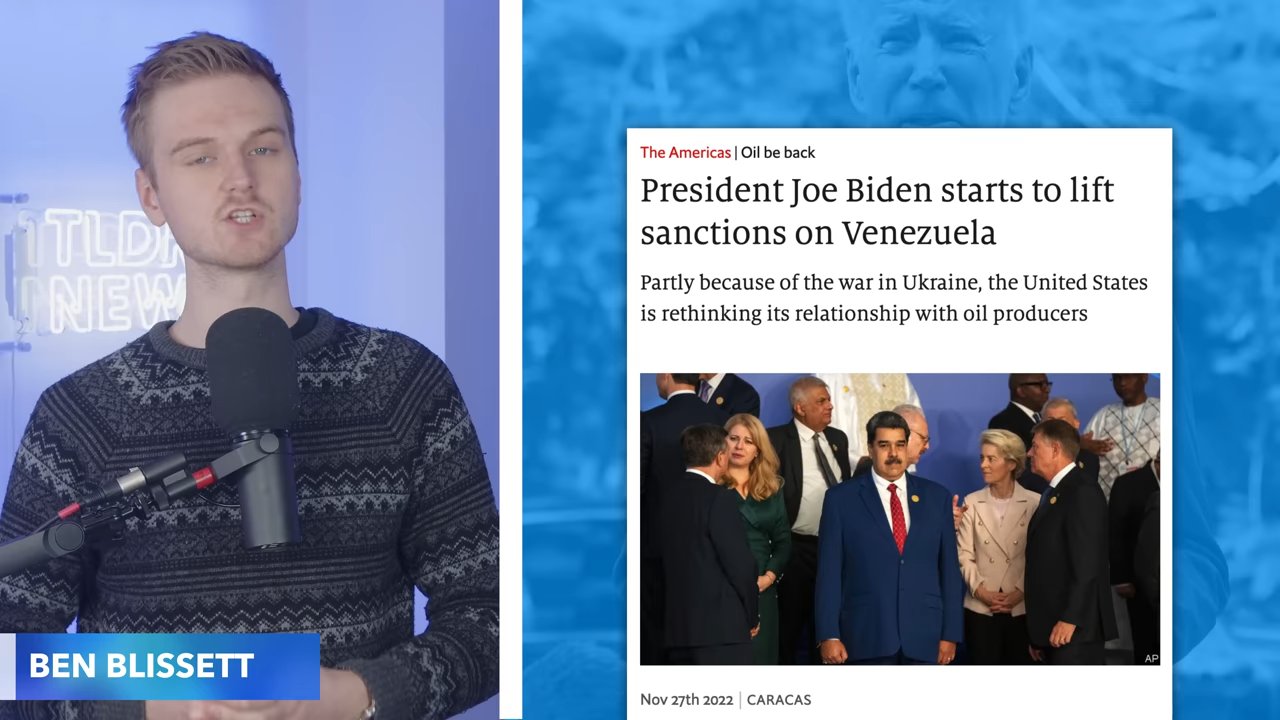 TLDR
NEW
BEN BLISSETT
The Americas | Oil be back
President Joe Biden starts to lift
sanctions on Venezuela
Partly because of the war in Ukraine, the United States
is rethinking its relationship with oil producers
AP
Nov 27th 2022 | CARACAS